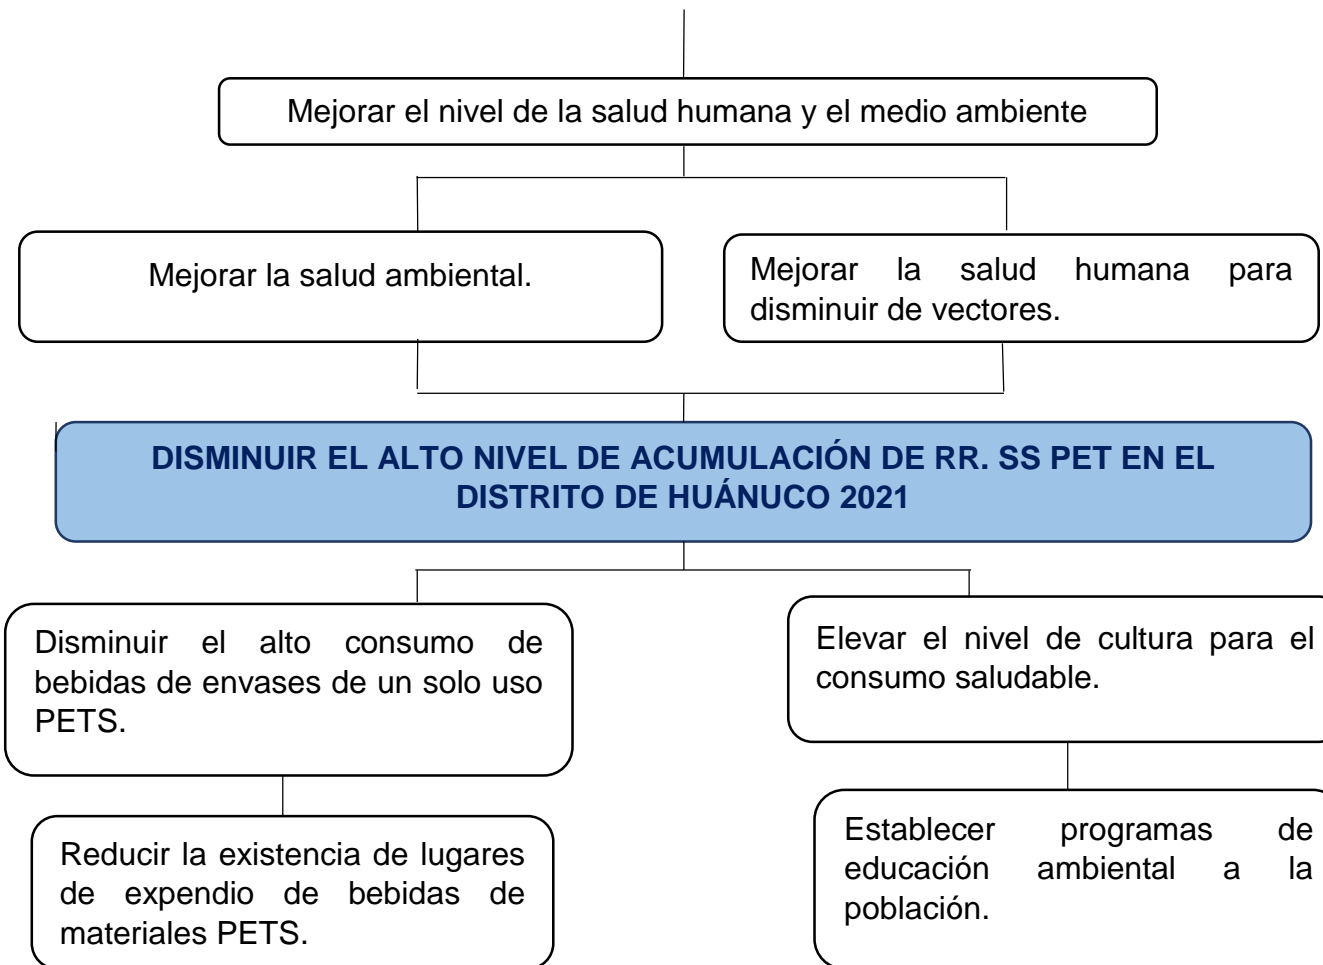 Mejorar el nivel de la salud humana y el medio ambiente
Mejorar la salud ambiental.
Mejorar la salud humana para
disminuir de vectores.
DISMINUIR EL ALTO NIVEL DE ACUMULACIÓN DE RR. SS PET EN EL
DISTRITO DE HUÁNUCO 2021
Disminuir el alto consumo de
bebidas de envases de un solo uso
PETS.
Elevar el nivel de cultura para el
consumo saludable.
Reducir la existencia de lugares
de expendio de bebidas de
materiales PETS.
Establecer programas de
educación ambiental a la
población.